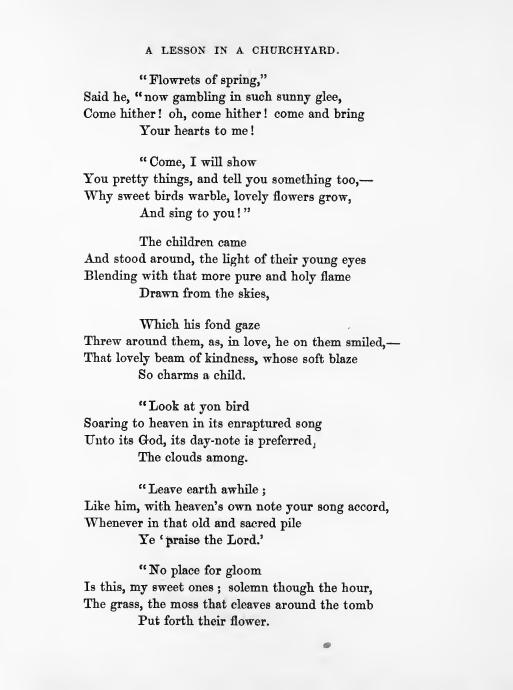 A LESSON IN A CHURCHYARD.
"Flowrets of spring,"
Said he, "now gambling in such sunny glee,
Come hither! oh, come hither! come and bring
Your hearts to me!
"Come, I will show
You pretty things, and tell you something too,—
Why sweet birds warble, lovely flowers grow,
And sing to you!"
The children came
And stood around, the light of their young eyes
Blending with that more pure and holy flame
Drawn from the skies,
Which his fond gaze
Threw around them, as, in love, he on them smiled,—
That lovely beam of kindness, whose soft blaze
So charms a child.
"Look at yon bird
Soaring to heaven in its enraptured song
Unto its God, its day-note is preferred,
The clouds among.
"Leave earth awhile;
Like him, with heaven's own note your song accord,
Whenever in that old and sacred pile
Ye 'praise the Lord.'
"No place for gloom
Is this, my sweet ones; solemn though the hour,
The grass, the moss that cleaves around the tomb
Put forth their flower.